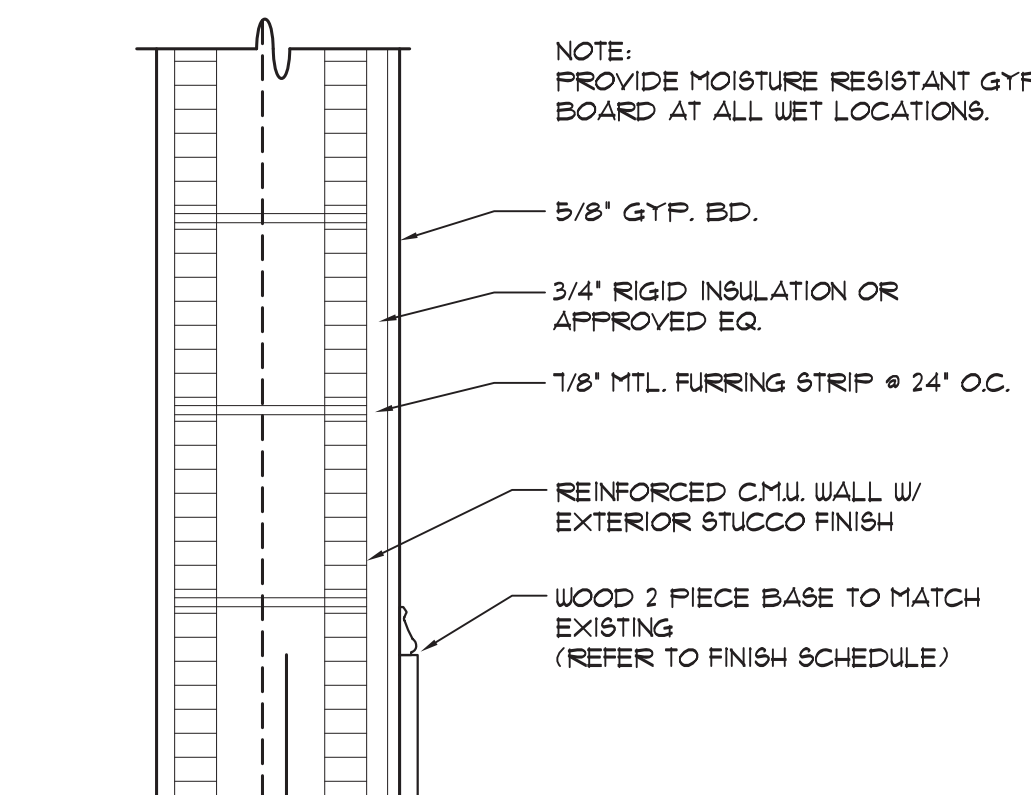 NOTE:
PROVIDE MOISTURE RESISTANT GYP
BOARD AT ALL WET LOCATIONS.
5/8" GYP. BD.
3/4" RIGID INSULATION OR
APPROVED EQ.
7/8" MTL. FURRING STRIP @ 24" O.C.
REINFORCED C.M.U. WALL W/
EXTERIOR STUCCO FINISH
WOOD 2 PIECE BASE TO MATCH
EXISTING
(REFER TO FINISH SCHEDULE)